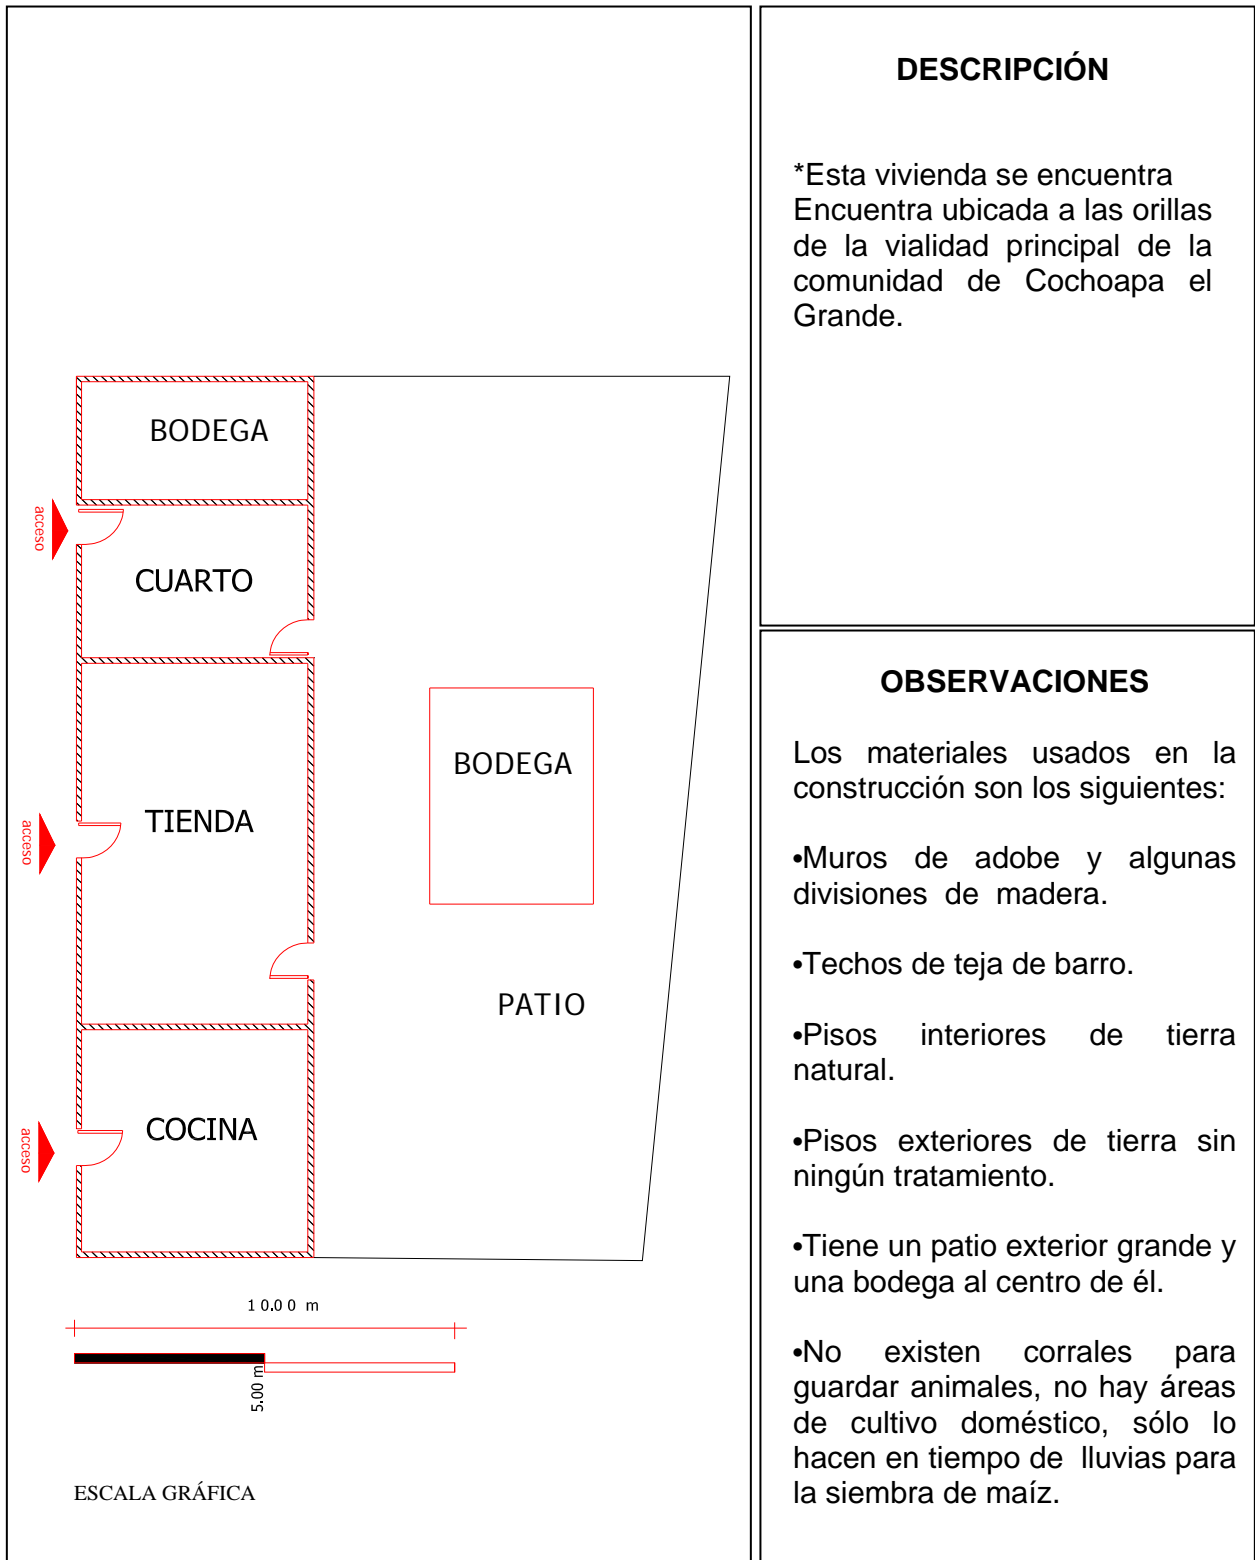 BODEGA
acceso
CUARTO
BODEGA
TIENDA
acceso
PATIO
COCINA
acceso
10.00 m
5.00 m
ESCALA GRÁFICA
DESCRIPCIÓN
*Esta vivienda se encuentra
Encuentra ubicada a las orillas
de la vialidad principal de la
comunidad de Cochoapa el
Grande.
OBSERVACIONES
Los materiales usados en la
construcción son los siguientes:
•Muros de adobe y algunas
divisiones de madera.
•Techos de teja de barro.
•Pisos interiores de tierra
natural.
•Pisos exteriores de tierra sin
ningún tratamiento.
•Tiene un patio exterior grande y
una bodega al centro de él.
•No existen corrales para
guardar animales, no hay áreas
de cultivo doméstico, sólo lo
hacen en tiempo de lluvias para
la siembra de maíz.